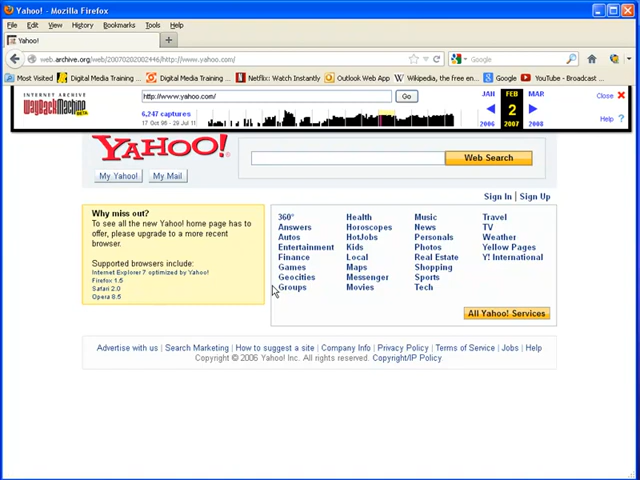 Yahoo! - Mozilla Firefox
File Edit View History Bookmarks Tools Help
Yahoo!
web.archive.org/web/20070202002446/http://www.yahoo.com/
Google
Most Visited Digital Media Training ... Digital Media Training ... Netflix: Watch Instantly Outlook Web App Wikipedia, the free en... Google YouTube - Broadcast ...
INTERNET ARCHIVE
WayBackMachine
BETA
http://www.yahoo.com/
Go
6,247 captures
17 Oct 96 - 29 Jul 11
JAN FEB MAR
2
2006 2007 2008
Close
Help ?
YAHOO!
My Yahoo! My Mail
Web Search
Sign In | Sign Up
Why miss out?
To see all the new Yahoo! home page has to
offer, please upgrade to a more recent
browser.
Supported browsers include:
Internet Explorer 7 optimized by Yahoo!
Firefox 1.5
Safari 2.0
Opera 8.5
360° Health Music Travel
Answers Horoscopes News TV
Autos HotJobs Personals Weather
Entertainment Kids Photos Yellow Pages
Finance Local Real Estate Y! International
Games Maps Shopping
Geocities Messenger Sports
Groups Movies Tech
All Yahoo! Services
Advertise with us | Search Marketing | How to suggest a site | Company Info | Privacy Policy | Terms of Service | Jobs | Help
Copyright © 2006 Yahoo! Inc. All rights reserved. Copyright/IP Policy